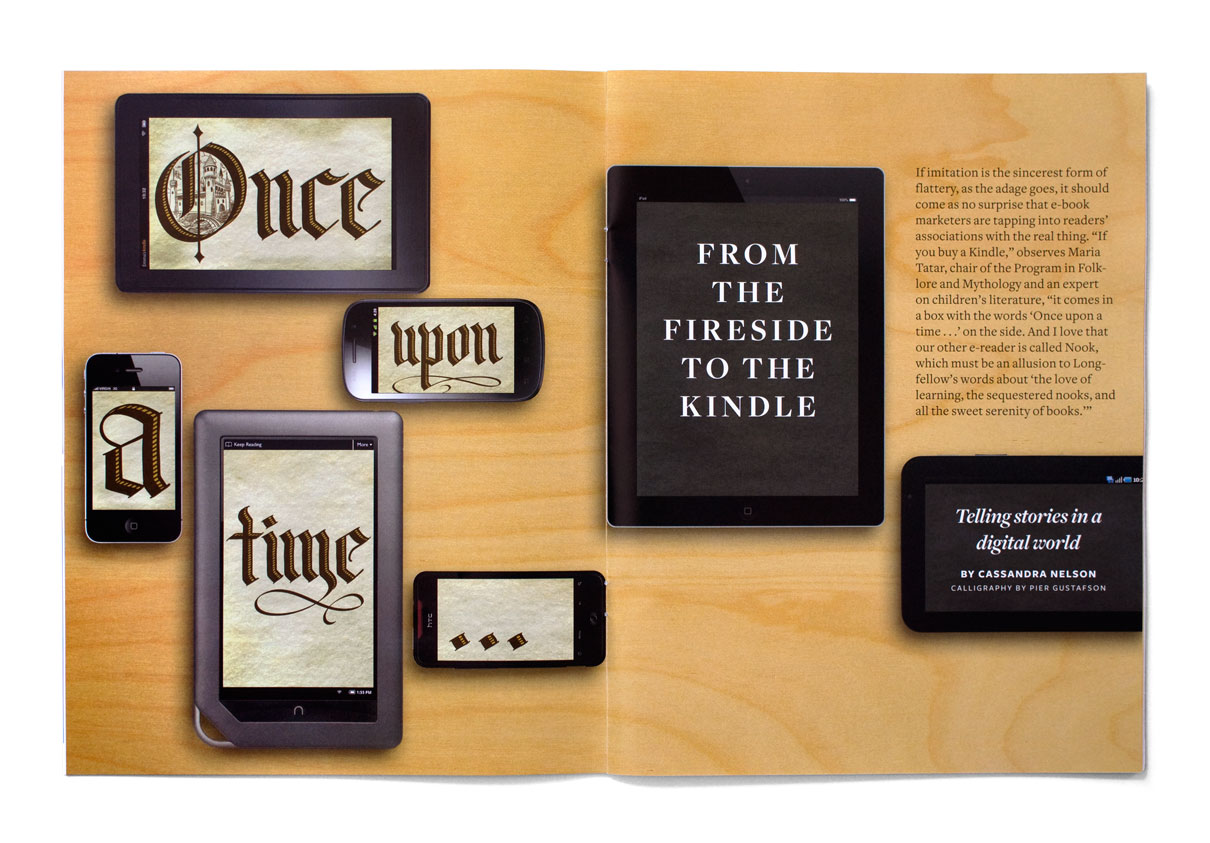 Once
upon
a
Keep Reading
More
time
1:55 PM
htc
...
iPad
100%
FROM
THE
FIRESIDE
TO THE
KINDLE
If imitation is the sincerest form of
flattery, as the adage goes, it should
come as no surprise that e-book
marketers are tapping into readers’
associations with the real thing. “If
you buy a Kindle,” observes Maria
Tatar, chair of the Program in Folk-
lore and Mythology and an expert
on children’s literature, “it comes in
a box with the words ‘Once upon a
time . . .’ on the side. And I love that
our other e-reader is called Nook,
which must be an allusion to Long-
fellow’s words about ‘the love of
learning, the sequestered nooks, and
all the sweet serenity of books.’”
Telling stories in a
digital world
BY CASSANDRA NELSON
CALLIGRAPHY BY PIER GUSTAFSON